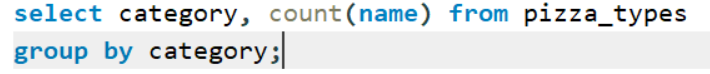 select category, count(name) from pizza_types
group by category;